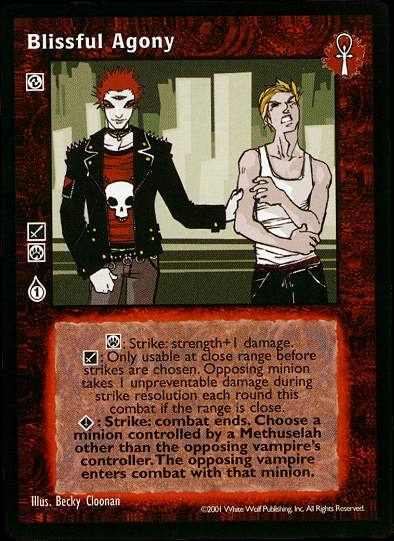 Blissful Agony
1
: Strike: strength+1 damage.
: Only usable at close range before
strikes are chosen. Opposing minion
takes 1 unpreventable damage during
strike resolution each round this
combat if the range is close.
: Strike: combat ends. Choose a
minion controlled by a Methuselah
other than the opposing vampire's
controller. The opposing vampire
enters combat with that minion.
Illus. Becky Cloonan
©2001 White Wolf Publishing, Inc. All Rights Reserved.